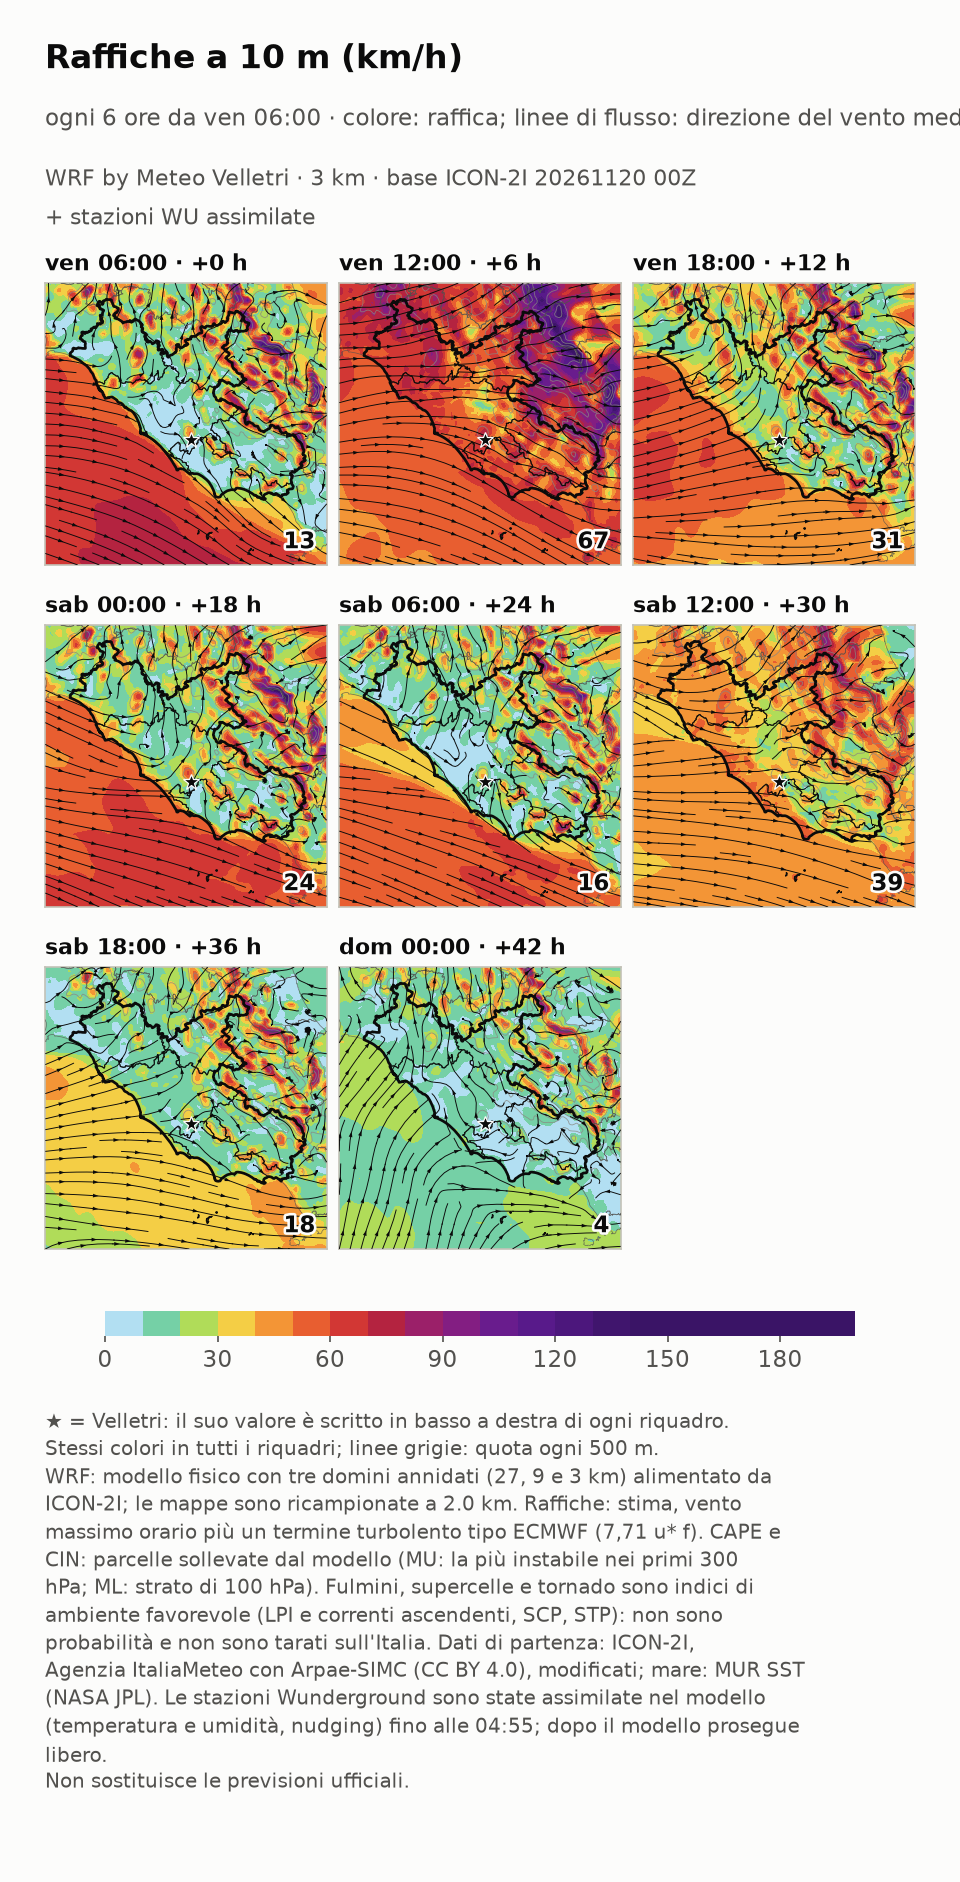 Raffiche a 10 m (km/h)
ogni 6 ore da ven 06:00 · colore: raffica; linee di flusso: direzione del vento med
WRF by Meteo Velletri · 3 km · base ICON-2I 20261120 00Z
+ stazioni WU assimilate
ven 06:00 · +0 h
ven 12:00 · +6 h
ven 18:00 · +12 h
13
67
31
sab 00:00 · +18 h
sab 06:00 · +24 h
sab 12:00 · +30 h
24
16
39
sab 18:00 · +36 h
dom 00:00 · +42 h
18
4
0 30 60 90 120 150 180
★ = Velletri: il suo valore è scritto in basso a destra di ogni riquadro.
Stessi colori in tutti i riquadri; linee grigie: quota ogni 500 m.
WRF: modello fisico con tre domini annidati (27, 9 e 3 km) alimentato da
ICON-2I; le mappe sono ricampionate a 2.0 km. Raffiche: stima, vento
massimo orario più un termine turbolento tipo ECMWF (7,71 u* f). CAPE e
CIN: parcelle sollevate dal modello (MU: la più instabile nei primi 300
hPa; ML: strato di 100 hPa). Fulmini, supercelle e tornado sono indici di
ambiente favorevole (LPI e correnti ascendenti, SCP, STP): non sono
probabilità e non sono tarati sull'Italia. Dati di partenza: ICON-2I,
Agenzia ItaliaMeteo con Arpae-SIMC (CC BY 4.0), modificati; mare: MUR SST
(NASA JPL). Le stazioni Wunderground sono state assimilate nel modello
(temperatura e umidità, nudging) fino alle 04:55; dopo il modello prosegue
libero.
Non sostituisce le previsioni ufficiali.